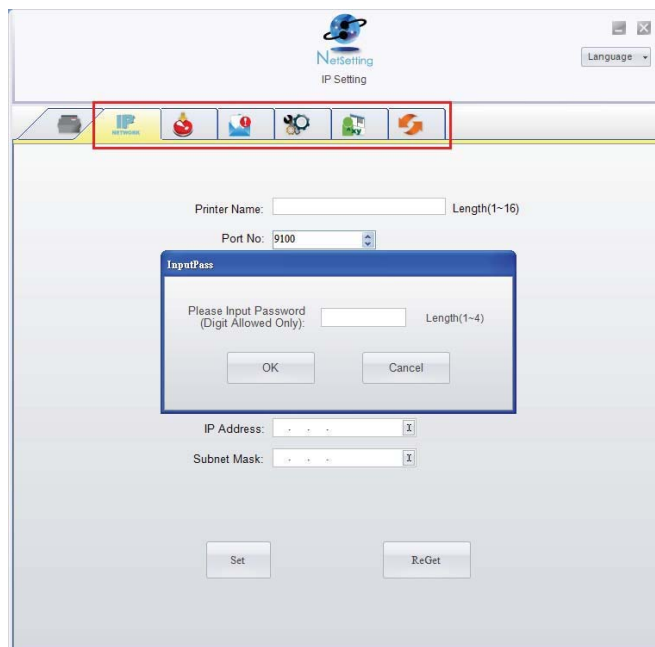 NetSetting
IP Setting
Language
IP
NETWORK
Printer Name: Length(1~16)
Port No: 9100
InputPass
Please Input Password
(Digit Allowed Only): Length(1~4)
OK Cancel
IP Address: . . .
Subnet Mask: . . .
Set ReGet